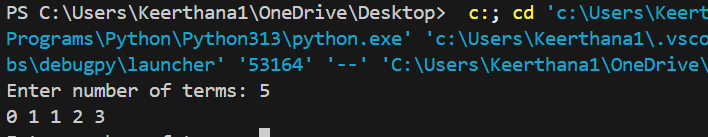 PS C:\Users\Keerthana1\OneDrive\Desktop>  c:; cd 'c:\Users\Keert
Programs\Python\Python313\python.exe' 'c:\Users\Keerthana1\.vsco
bs\debugpy\launcher' '53164' '--' 'C:\Users\Keerthana1\OneDrive\
Enter number of terms: 5
0 1 1 2 3